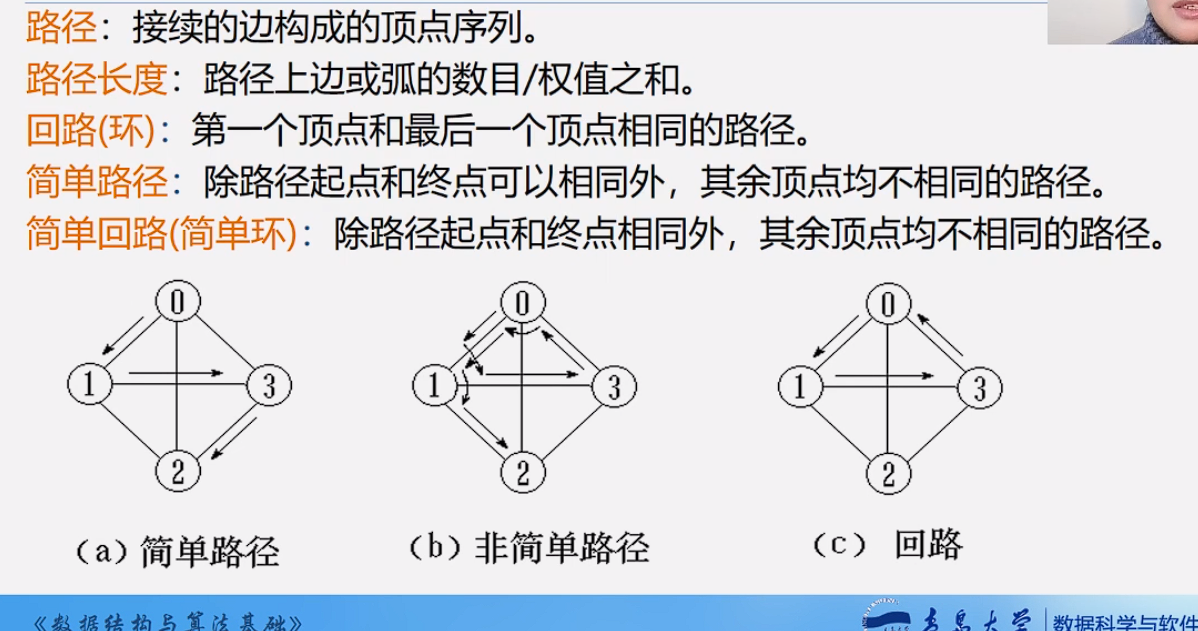 路径：接续的边构成的顶点序列。
路径长度：路径上边或弧的数目/权值之和。
回路(环)：第一个顶点和最后一个顶点相同的路径。
简单路径：除路径起点和终点可以相同外，其余顶点均不相同的路径。
简单回路(简单环)：除路径起点和终点相同外，其余顶点均不相同的路径。
0
1
3
2
(a)简单路径
0
1
3
2
(b)非简单路径
0
1
3
2
(c) 回路
《数据结构与算法基础》
青岛大学
数据科学与软件